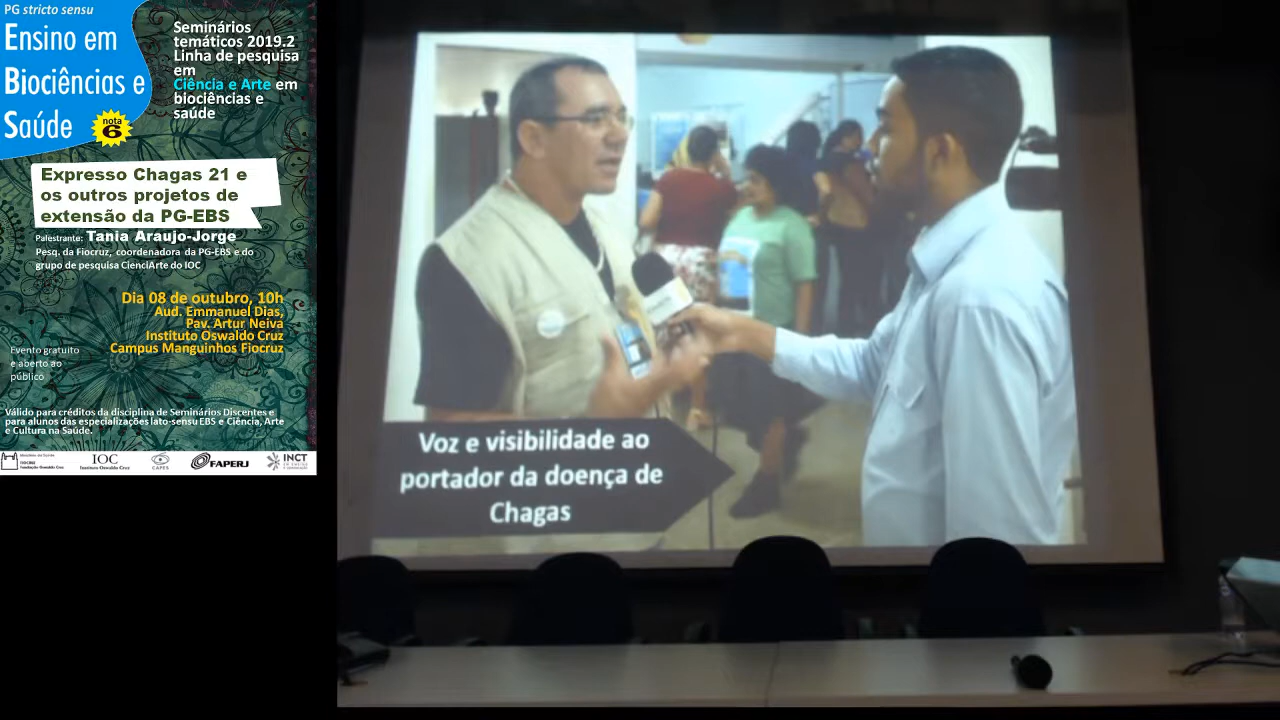 PG stricto sensu
Ensino em
Biociências e
Saúde
nota
6
Seminários
temáticos 2019.2
Linha de pesquisa
em
Ciência e Arte em
biociências e
saúde
Expresso Chagas 21 e
os outros projetos de
extensão da PG-EBS
Palestrante: Tania Araujo-Jorge
Pesq. da Fiocruz, coordenadora da PG-EBS e do
grupo de pesquisa CienciArte do IOC
Dia 08 de outubro, 10h
Aud. Emmanuel Dias,
Pav. Artur Neiva
Instituto Oswaldo Cruz
Campus Manguinhos Fiocruz
Evento gratuito
e aberto ao
público
Válido para créditos da disciplina de Seminários Discentes e
para alunos das especializações lato-sensu EBS e Ciência, Arte
e Cultura na Saúde.
IOC
Instituto Oswaldo Cruz
CAPES
FAPERJ
INCT
Voz e visibilidade ao
portador da doença de
Chagas